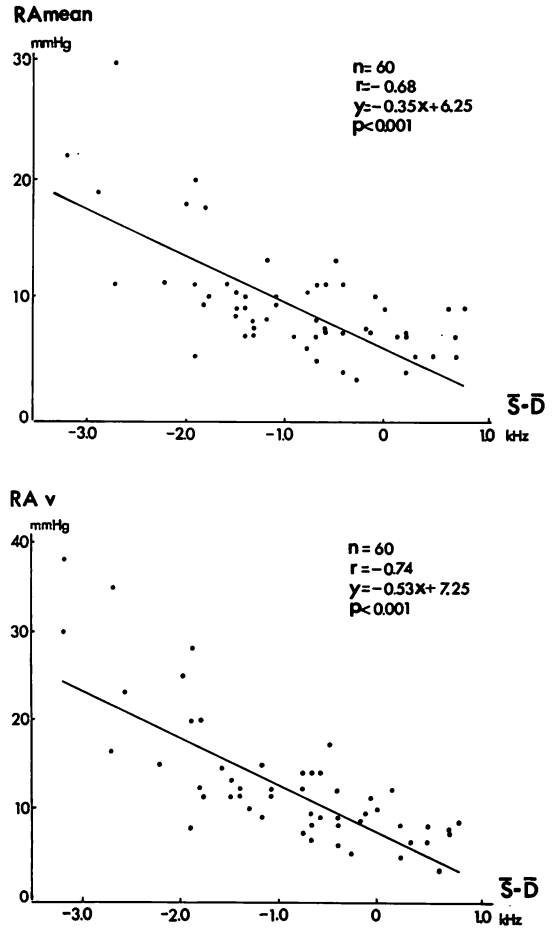 RAmean
mmHg
30
n= 60
r=-0.68
y=-0.35x+6.25
p<0.001
20
10
0
S̅-D̅
-3.0 -2.0 -1.0 0 1.0 kHz
RA v
mmHg
40
n = 60
r =-0.74
y =-0.53x+ 7.25
p< 0.001
30
20
10
0
S̅-D̅
-3.0 -2.0 -1.0 0 1.0 kHz